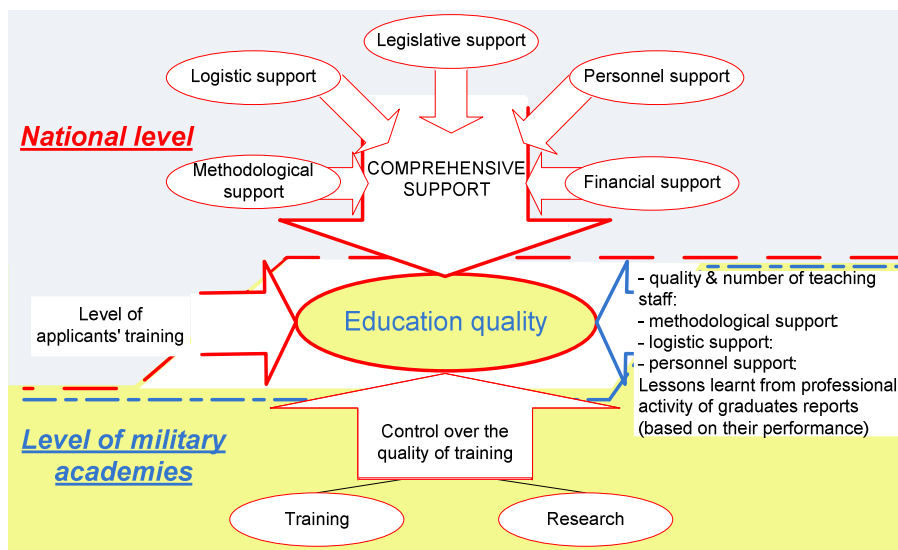 Legislative support
Logistic support
Personnel support
National level
Methodological
support
COMPREHENSIVE
SUPPORT
Financial support
Level of
applicants' training
Education quality
- quality & number of teaching
staff:
- methodological support:
- logistic support:
- personnel support:
Lessons learnt from professional
activity of graduates reports
(based on their performance)
Level of military
academies
Control over the
quality of training
Training
Research